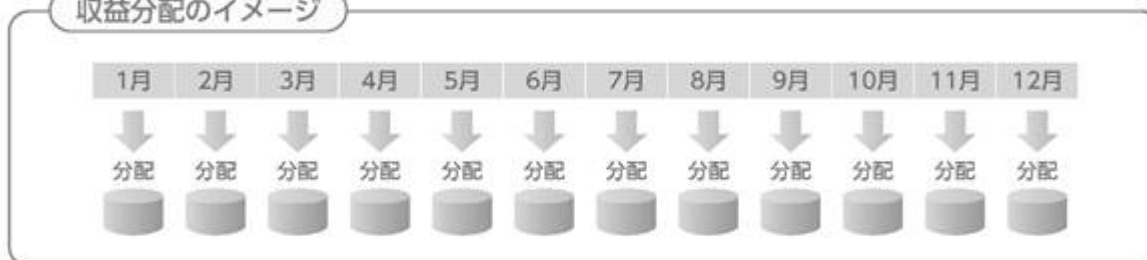 収益分配のイメージ
1月 2月 3月 4月 5月 6月 7月 8月 9月 10月 11月 12月
分配 分配 分配 分配 分配 分配 分配 分配 分配 分配 分配 分配